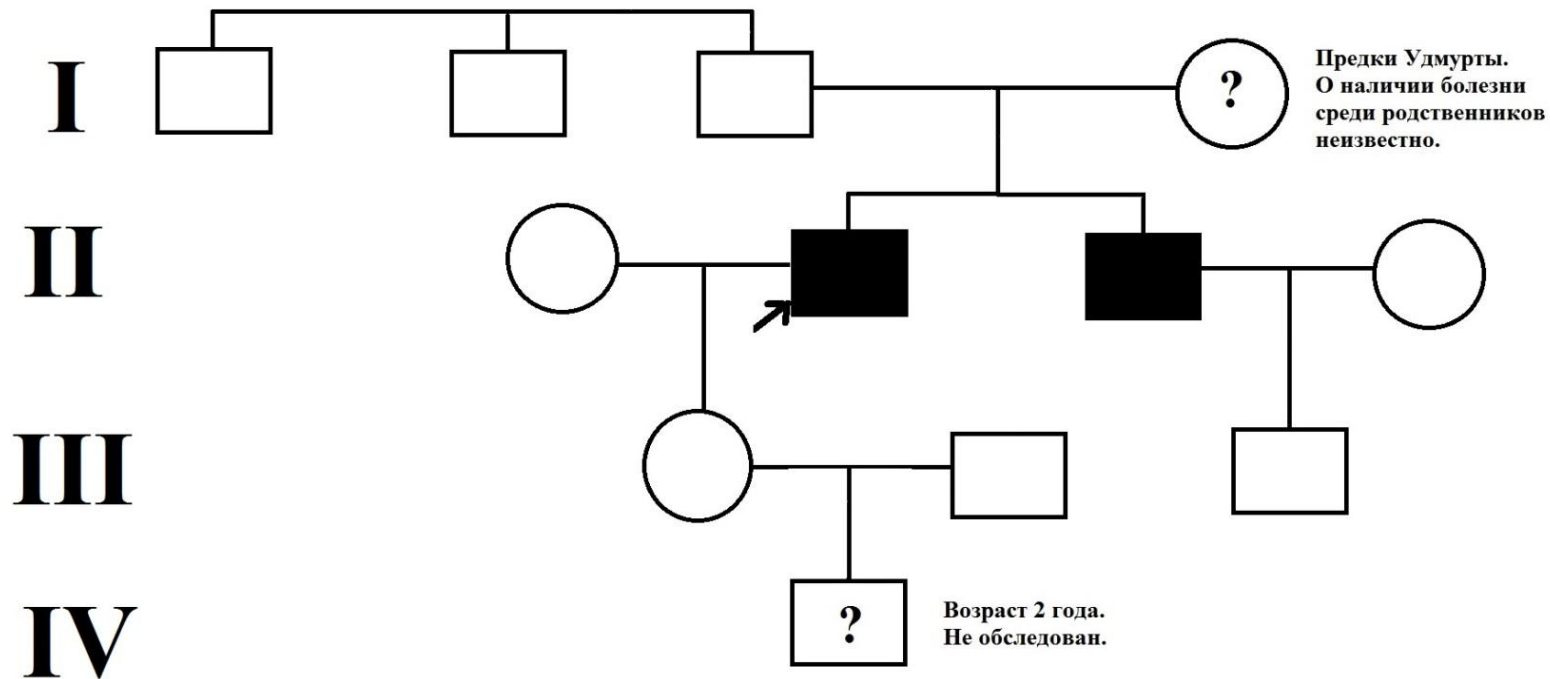 I
?
Предки Удмурты.
О наличии болезни
среди родственников
неизвестно.
II
III
IV
?
Возраст 2 года.
Не обследован.